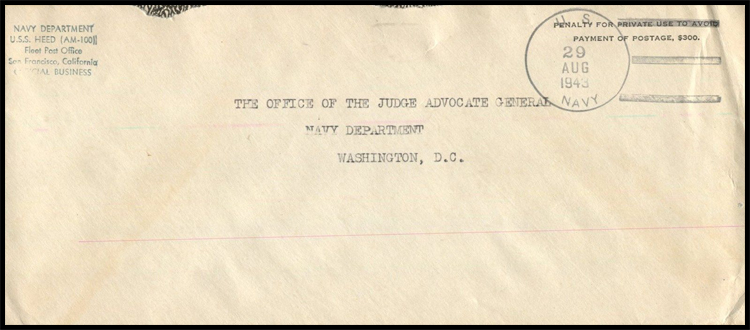 NAVY DEPARTMENT
U.S.S. HEED (AM-100)
Fleet Post Office
San Francisco, California
OFFICIAL BUSINESS
U. S.
29
AUG
1943
NAVY
PENALTY FOR PRIVATE USE TO AVOID
PAYMENT OF POSTAGE, $300.
THE OFFICE OF THE JUDGE ADVOCATE GENERAL
NAVY DEPARTMENT
WASHINGTON, D.C.